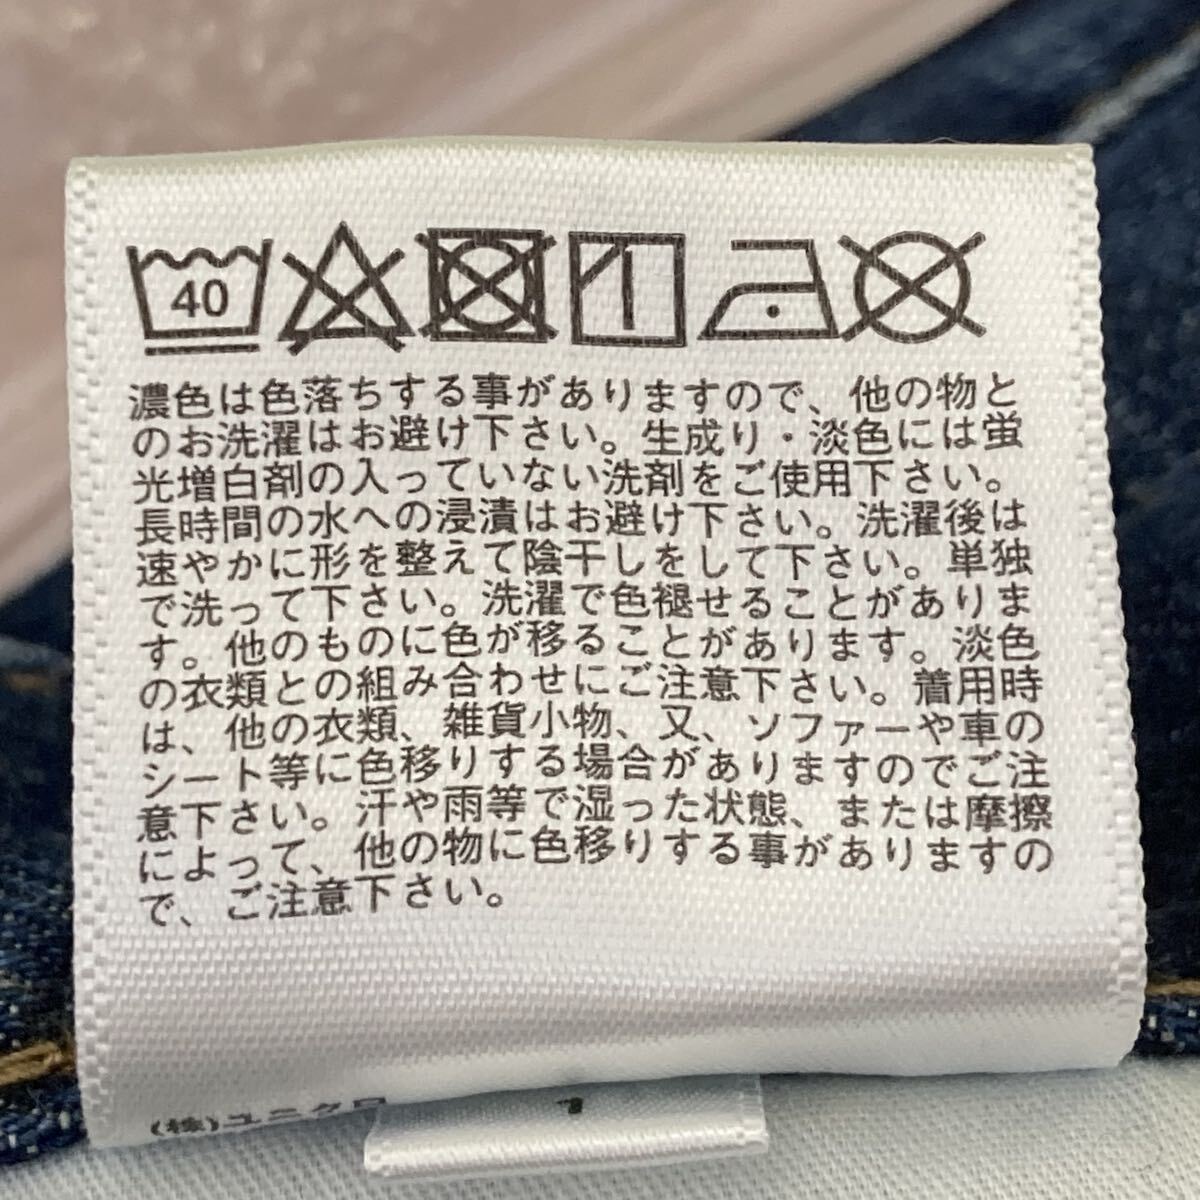 40
濃色は色落ちする事がありますので、他の物と
のお洗濯はお避け下さい。生成り・淡色には蛍
光増白剤の入っていない洗剤をご使用下さい。
長時間の水への浸漬はお避け下さい。洗濯後は
速やかに形を整えて陰干しをして下さい。単独
で洗って下さい。洗濯で色褪せることがありま
す。他のものに色が移ることがあります。淡色
の衣類との組み合わせにご注意下さい。着用時
は、他の衣類、雑貨小物、又、ソファーや車の
シート等に色移りする場合がありますのでご注
意下さい。汗や雨等で湿った状態、または摩擦
によって、他の物に色移りする事がありますの
で、ご注意下さい。
(株)ユニクロ